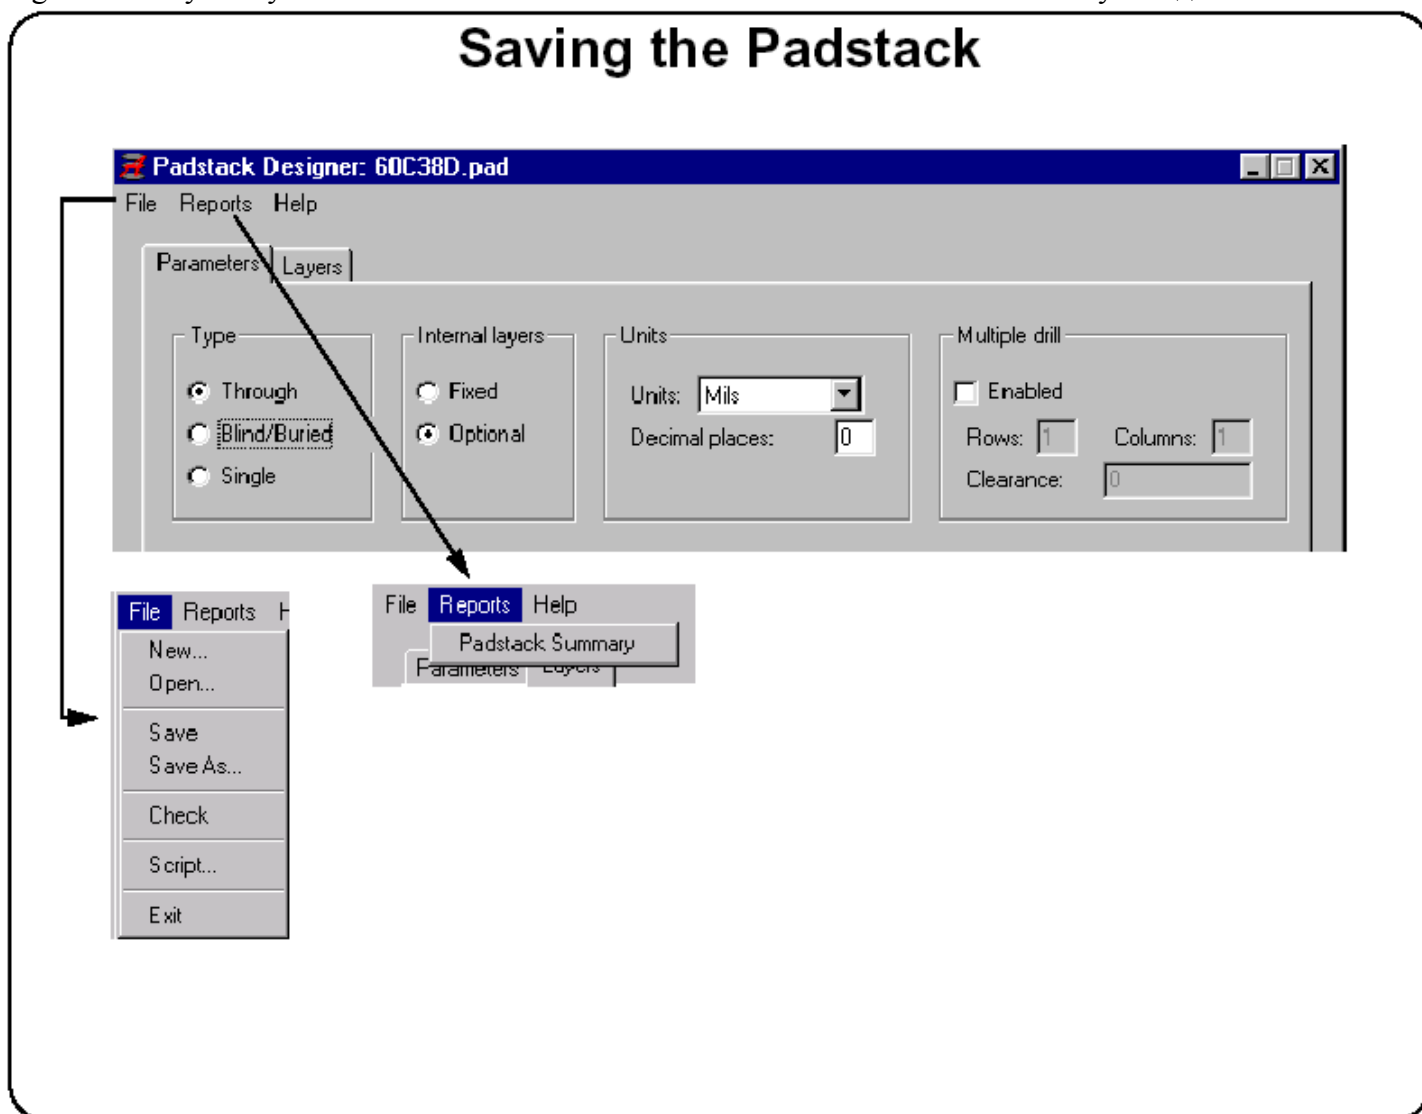 Saving the Padstack
Padstack Designer: 60C38D.pad
File Reports Help
Parameters Layers
Type Internal layers Units Multiple drill
Through Fixed Units: Mils Enabled
Blind/Buried Optional Decimal places: 0 Rows: 1 Columns: 1
Single Clearance: 0
File Reports H
New...
Open...
Save
Save As...
Check
Script...
Exit
File Reports Help
Padstack Summary
Parameters Layers